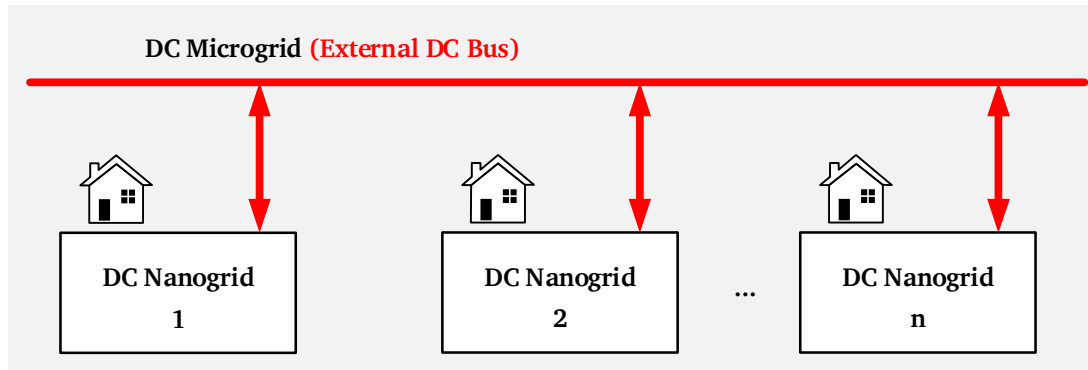 DC Microgrid (External DC Bus)
DC Nanogrid
1
DC Nanogrid
2
...
DC Nanogrid
n